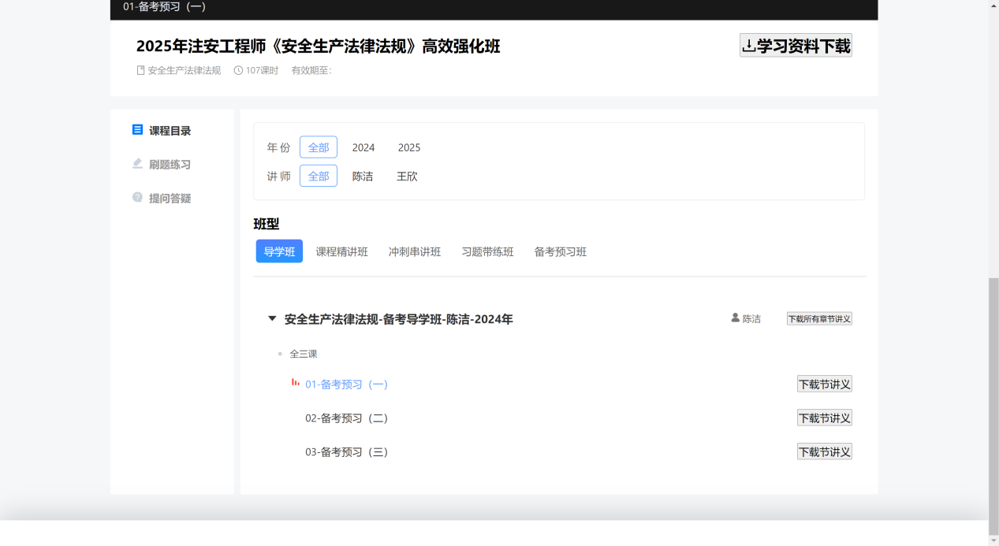 01-备考预习（一）
2025年注安工程师《安全生产法律法规》高效强化班
学习资料下载
安全生产法律法规 107课时 有效期至:
课程目录
刷题练习
提问答疑
年 份 全部 2024 2025
讲 师 全部 陈洁 王欣
班型
导学班 课程精讲班 冲刺串讲班 习题带练班 备考预习班
安全生产法律法规-备考导学班-陈洁-2024年 陈洁 下载所有章节讲义
全三课
01-备考预习（一） 下载节讲义
02-备考预习（二） 下载节讲义
03-备考预习（三） 下载节讲义